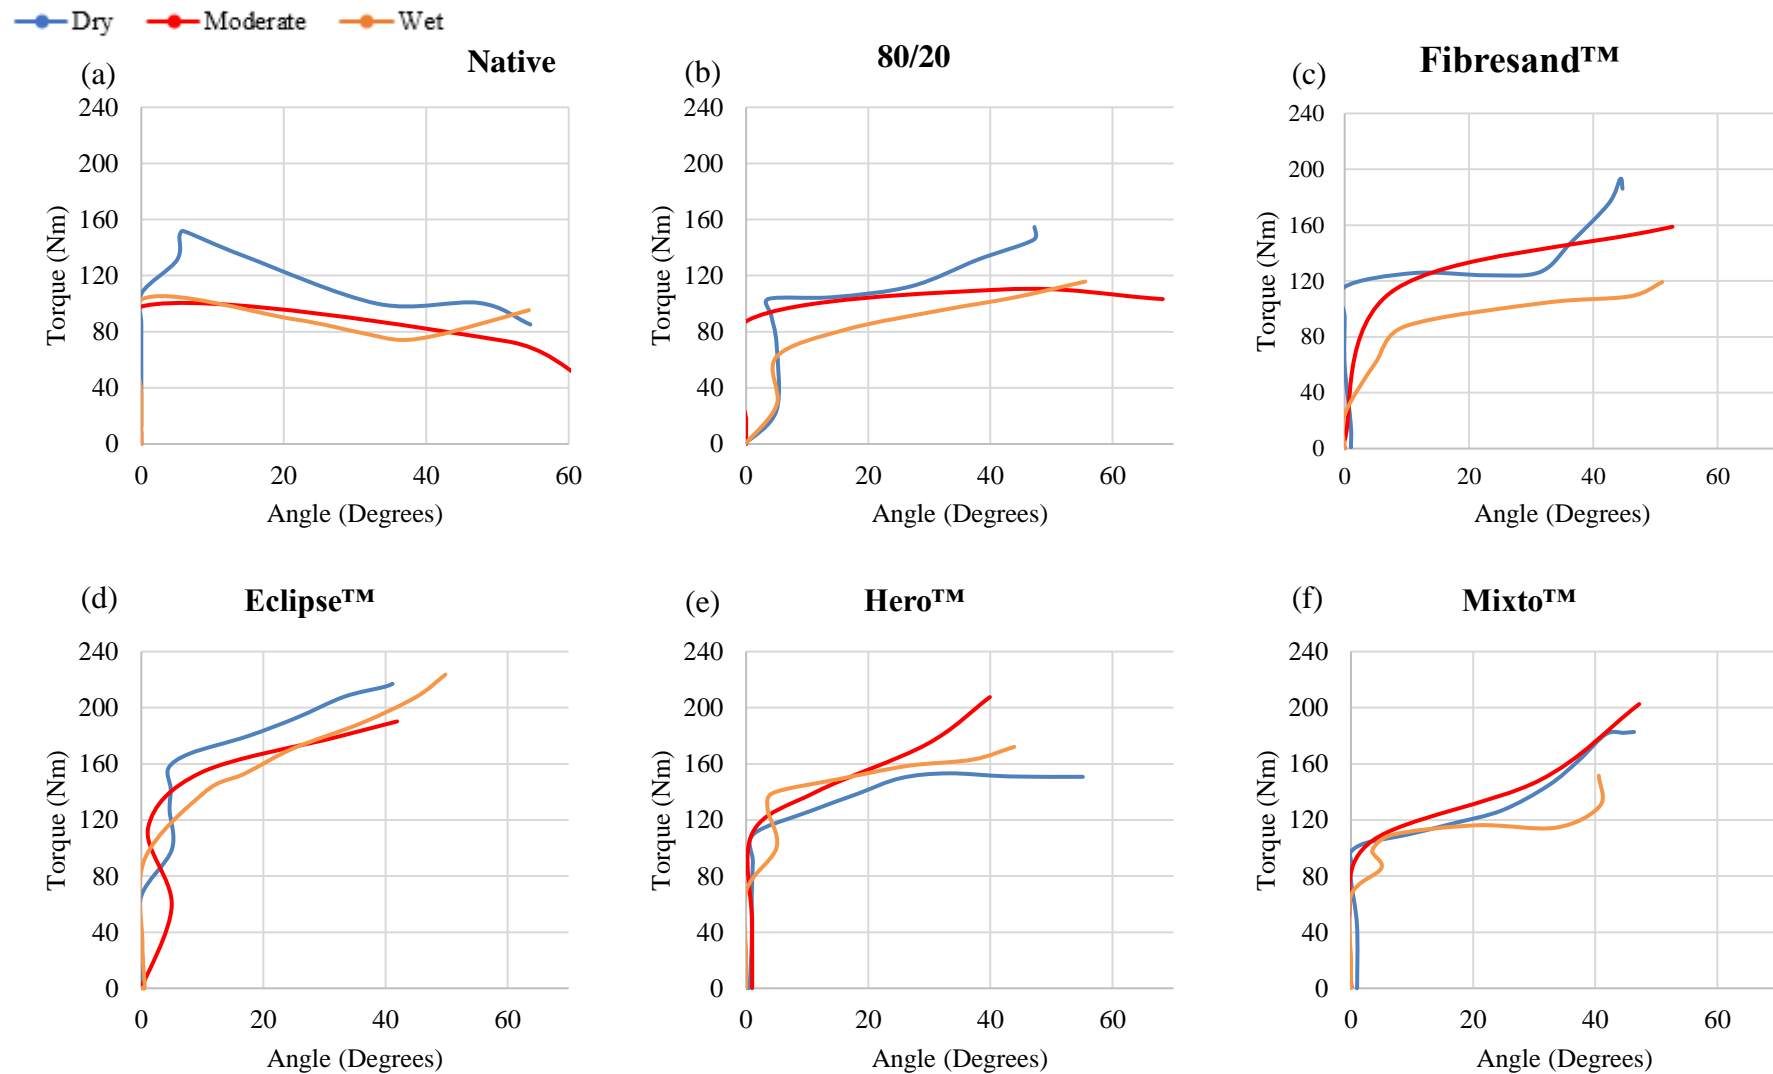 Dry Moderate Wet
(a) Native
240
200
160
120
80
40
0
0 20 40 60
Torque (Nm)
Angle (Degrees)
(b) 80/20
240
200
160
120
80
40
0
0 20 40 60
Torque (Nm)
Angle (Degrees)
(c) Fibresand™
240
200
160
120
80
40
0
0 20 40 60
Torque (Nm)
Angle (Degrees)
(d) Eclipse™
240
200
160
120
80
40
0
0 20 40 60
Torque (Nm)
Angle (Degrees)
(e) Hero™
240
200
160
120
80
40
0
0 20 40 60
Torque (Nm)
Angle (Degrees)
(f) Mixto™
240
200
160
120
80
40
0
0 20 40 60
Torque (Nm)
Angle (Degrees)